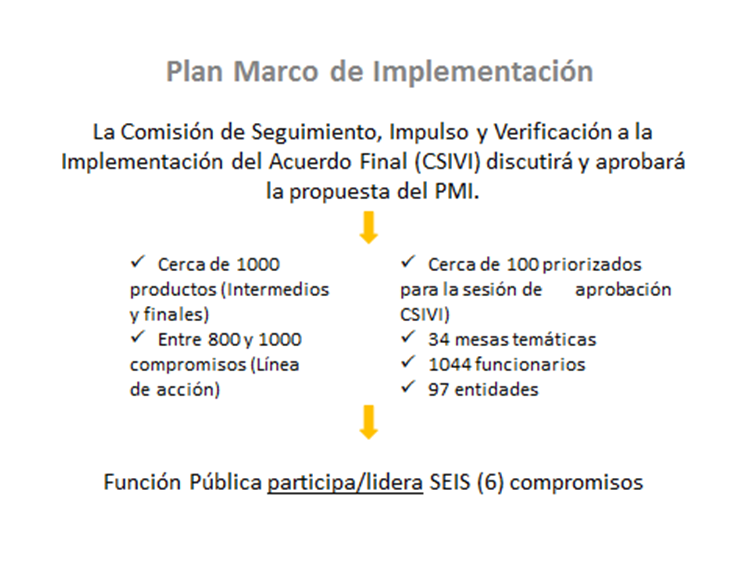 Plan Marco de Implementación
La Comisión de Seguimiento, Impulso y Verificación a la
Implementación del Acuerdo Final (CSIVI) discutirá y aprobará
la propuesta del PMI.
✓ Cerca de 1000
productos (Intermedios
y finales)
✓ Entre 800 y 1000
compromisos (Línea
de acción)
✓ Cerca de 100 priorizados
para la sesión de aprobación
CSIVI)
✓ 34 mesas temáticas
✓ 1044 funcionarios
✓ 97 entidades
Función Pública participa/lidera SEIS (6) compromisos